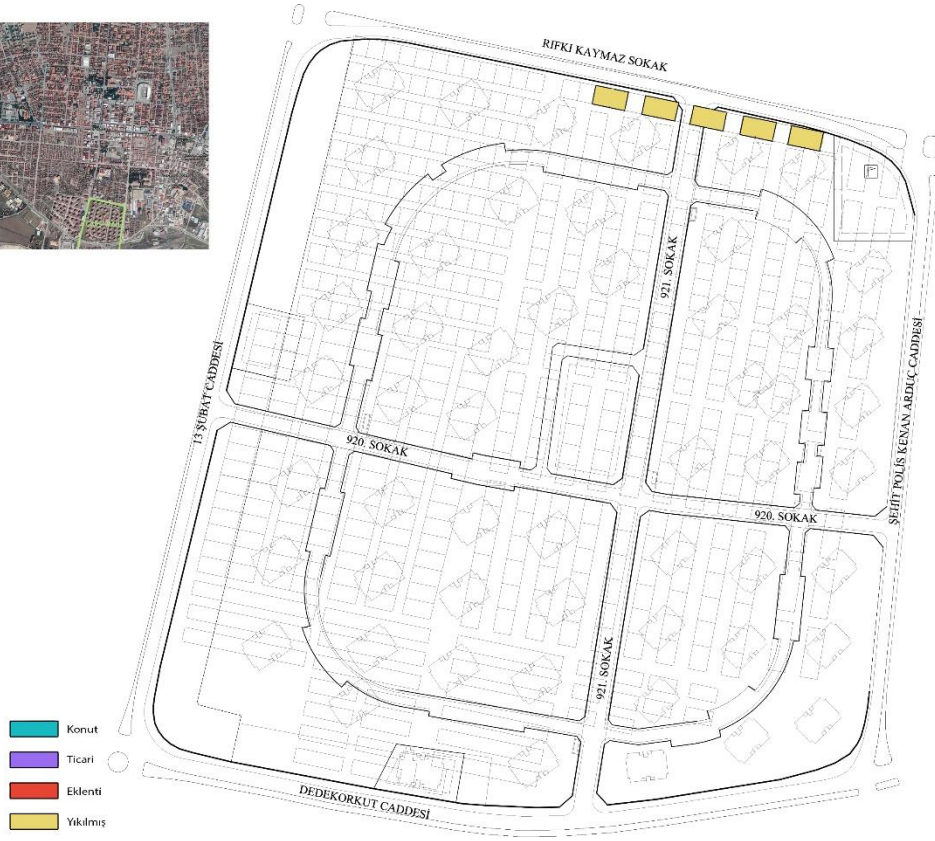 RIFKI KAYMAZ SOKAK
921. SOKAK
13 ŞUBAT CADDESİ
ŞEHİT POLİS KENAN ARDUÇ CADDESİ
920. SOKAK
920. SOKAK
921. SOKAK
DEDEKORKUT CADDESİ
Konut
Ticari
Eklenti
Yıkılmış